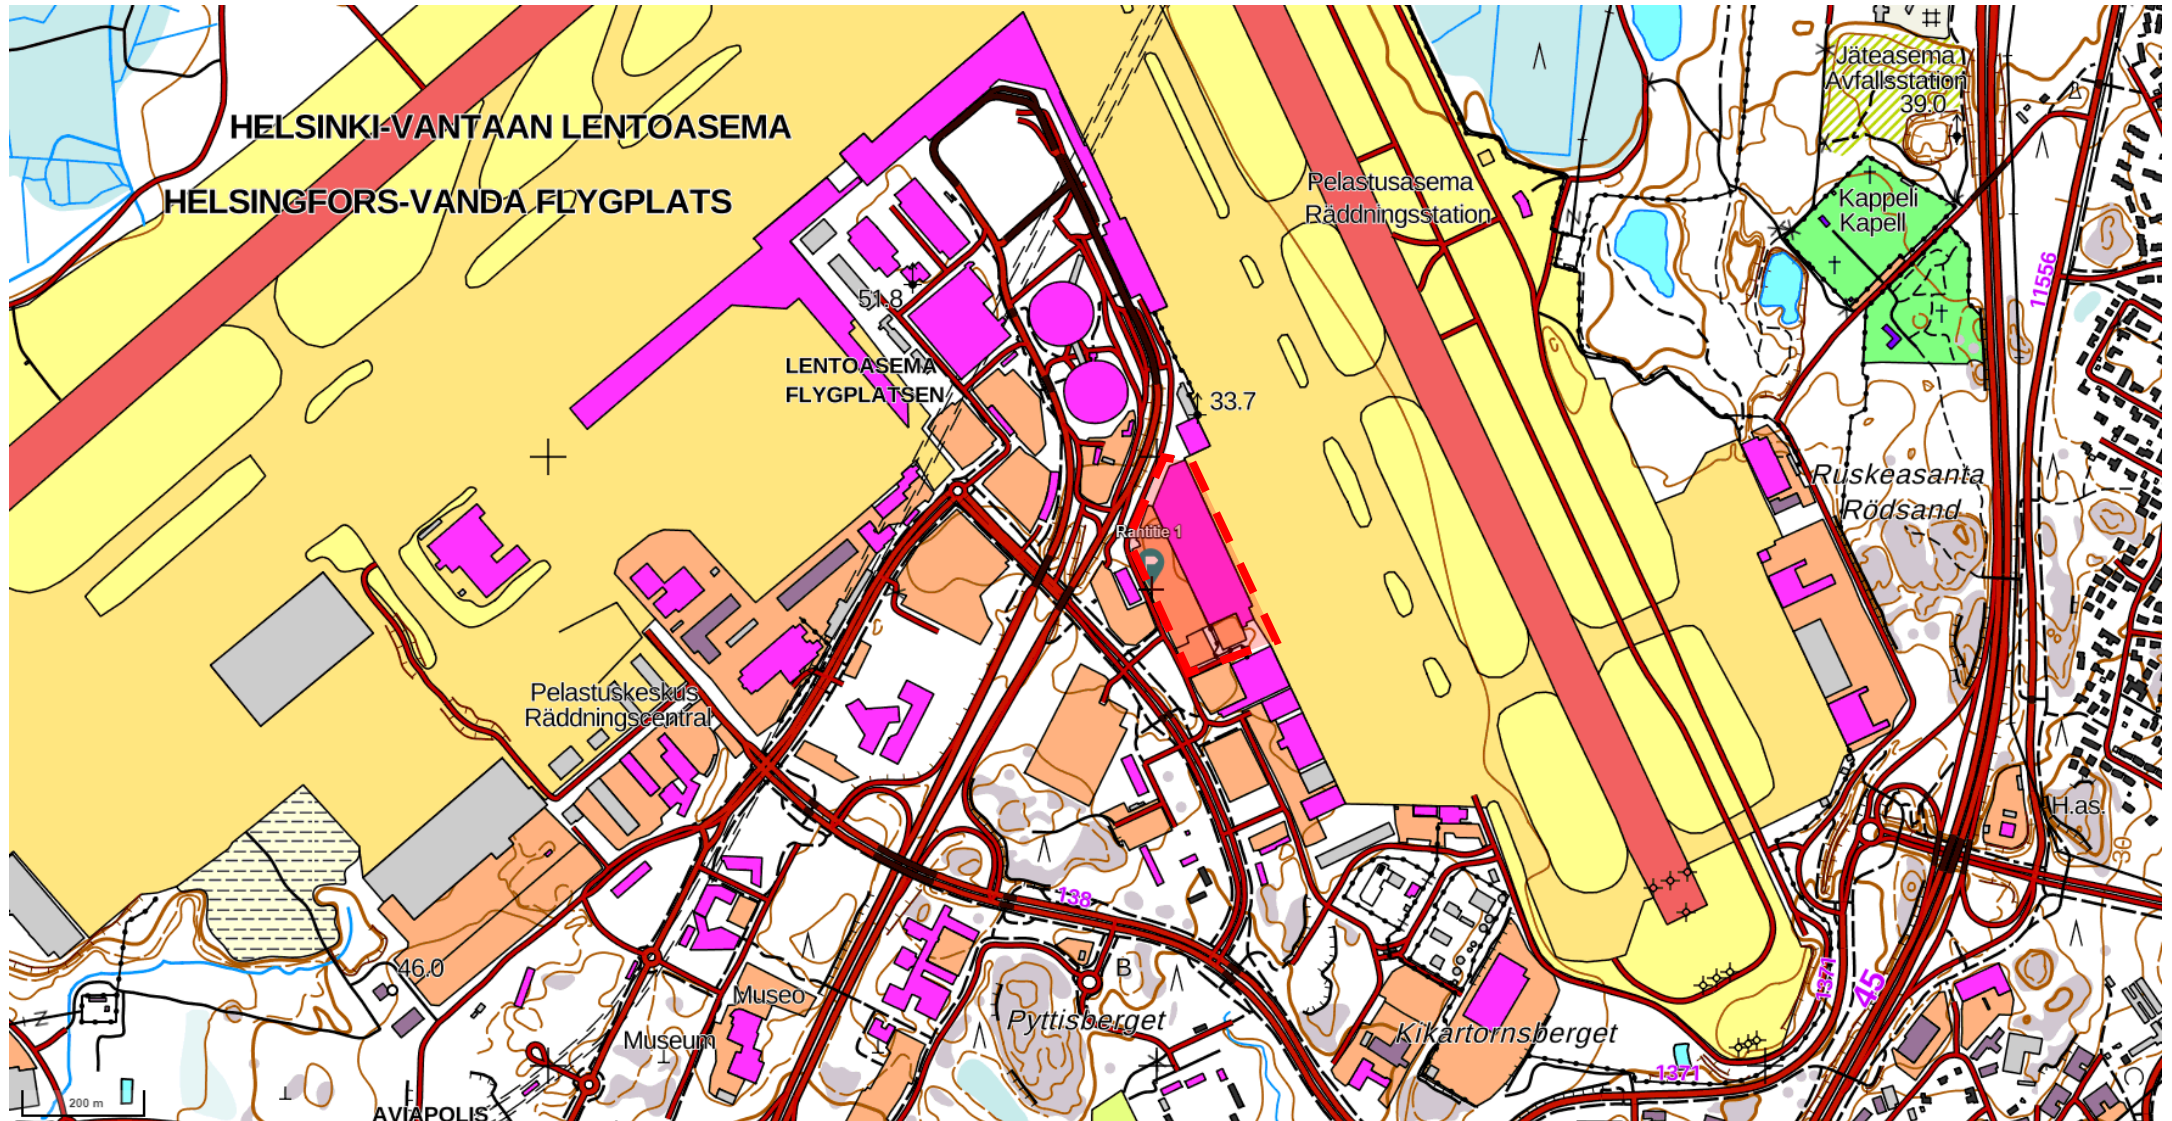 HELSINKI-VANTAAN LENTOASEMA
HELSINGFORS-VANDA FLYGPLATS
Jäteasema
Avfallsstation
39.0
Pelastusasema
Räddningsstation
Kappeli
Kapell
11556
51.8
LENTOASEMA
FLYGPLATSEN
33.7
Ruskeasanta
Rödsand
Rahtitie 1
Pelastuskeskus
Räddningscentral
H.as.
30
138
46.0
B
Museo
Museum
Pyttisberget
Kikartornsberget
1371
45
1371
200 m
AVIAPOLIS